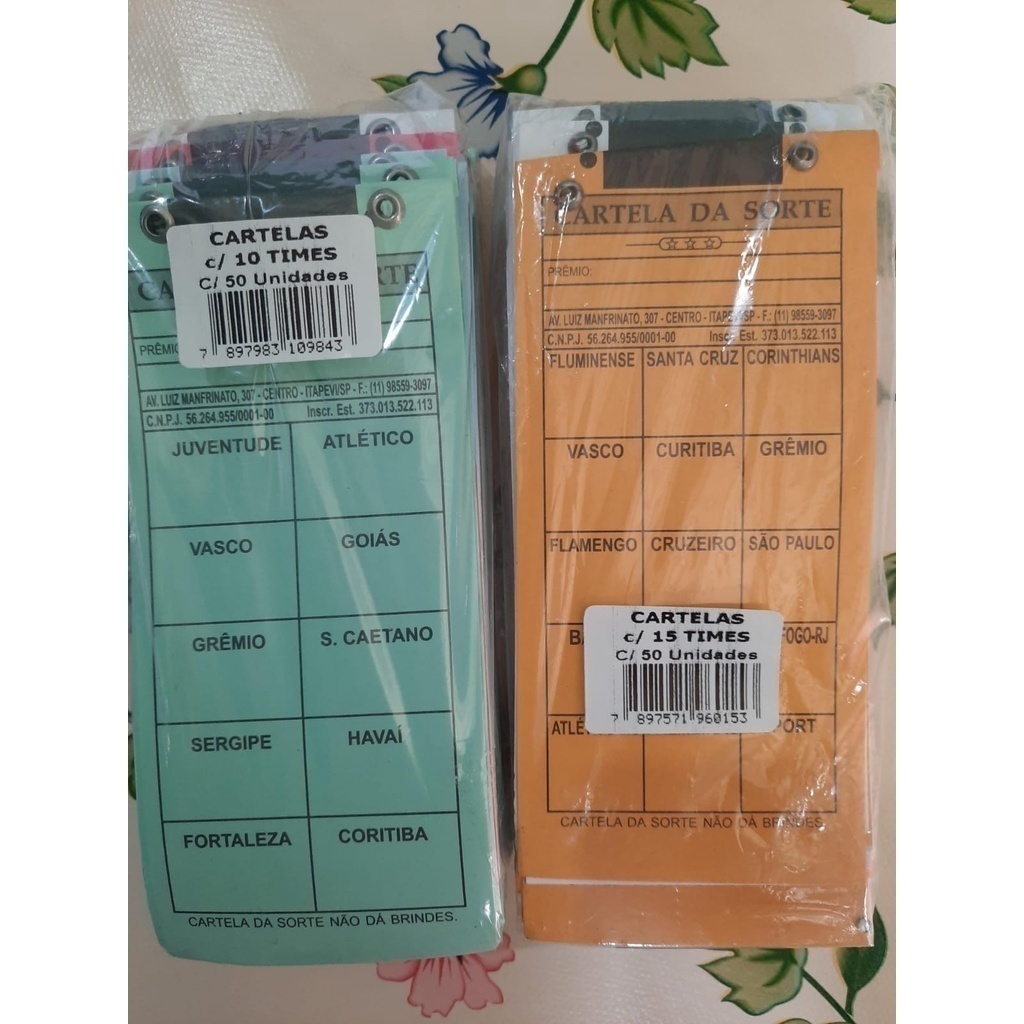 CARTELAS
c/ 10 TIMES
C/ 50 Unidades
7 897983 109843
AV. LUIZ MANFRINATO, 307 - CENTRO - ITAPEVI/SP - F.: (11) 98559-3097
C.N.P.J. 56.264.955/0001-00 Inscr. Est. 373.013.522.113
JUVENTUDE ATLÉTICO
VASCO GOIÁS
GRÊMIO S. CAETANO
SERGIPE HAVAÍ
FORTALEZA CORITIBA
CARTELA DA SORTE NÃO DÁ BRINDES.
CARTELA DA SORTE
PRÊMIO:
AV. LUIZ MANFRINATO, 307 - CENTRO - ITAPEVI/SP - F.: (11) 98559-3097
C.N.P.J. 56.264.955/0001-00 Inscr. Est. 373.013.522.113
FLUMINENSE SANTA CRUZ CORINTHIANS
VASCO CURITIBA GRÊMIO
FLAMENGO CRUZEIRO SÃO PAULO
CARTELAS
c/ 15 TIMES
C/ 50 Unidades
7 897571 960153
CARTELA DA SORTE NÃO DÁ BRINDES.